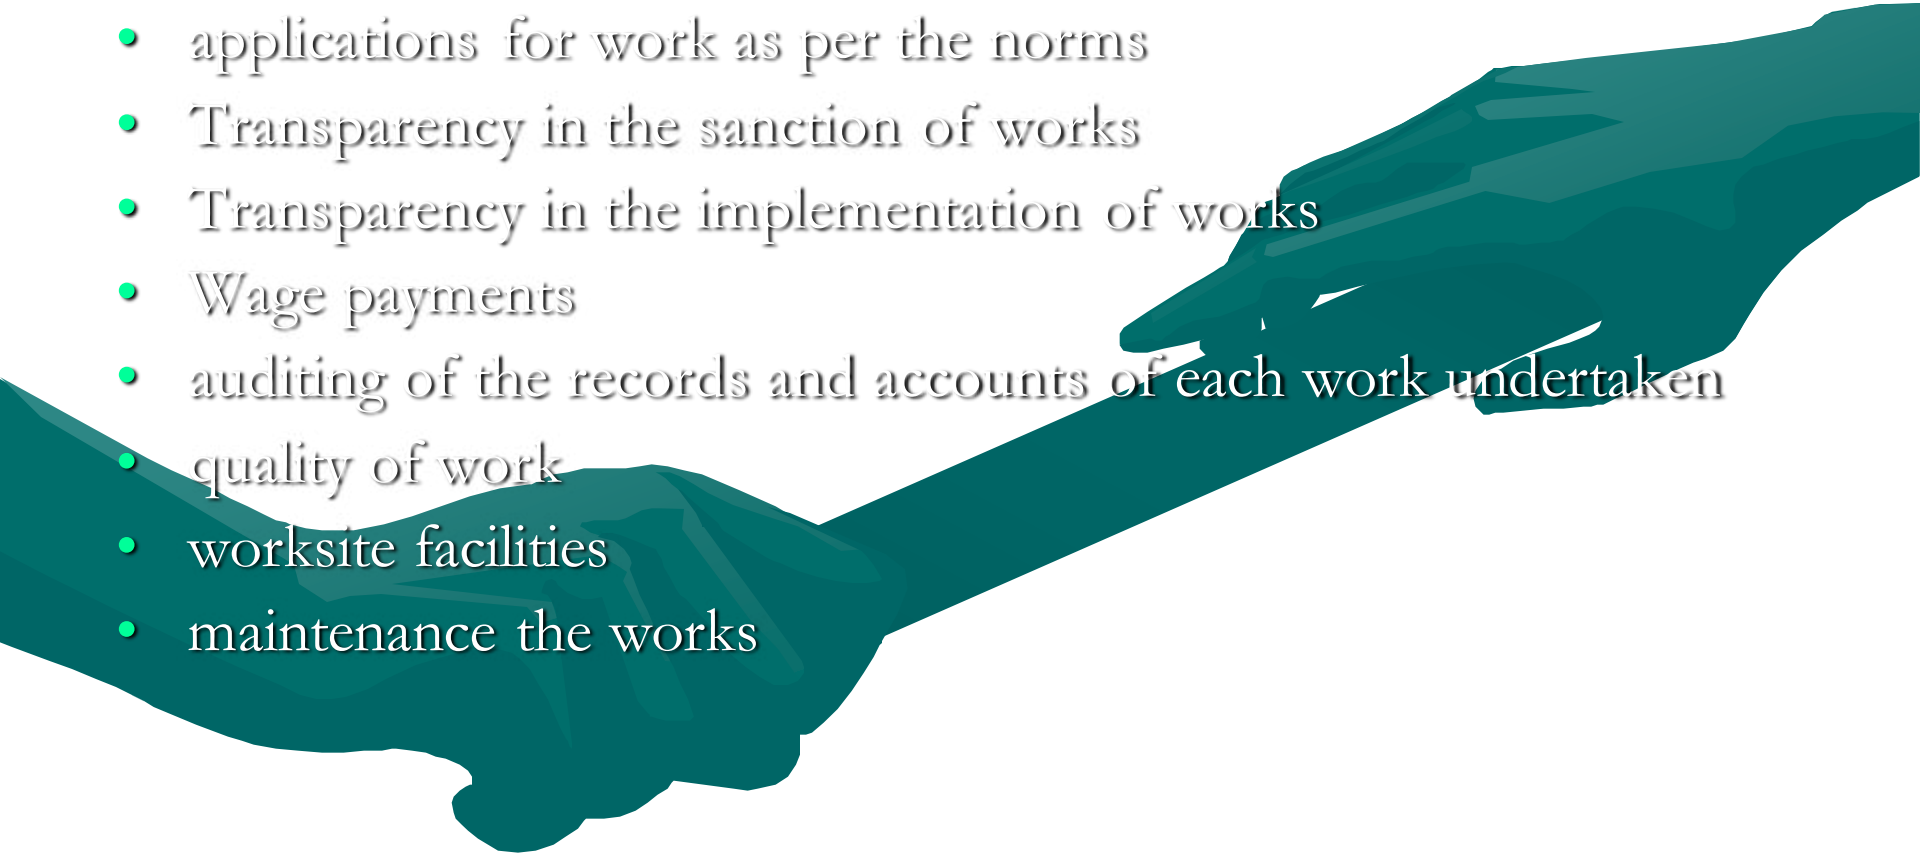 • applications for work as per the norms
• Transparency in the sanction of works
• Transparency in the implementation of works
• Wage payments
• auditing of the records and accounts of each work undertaken
• quality of work
• worksite facilities
• maintenance the works